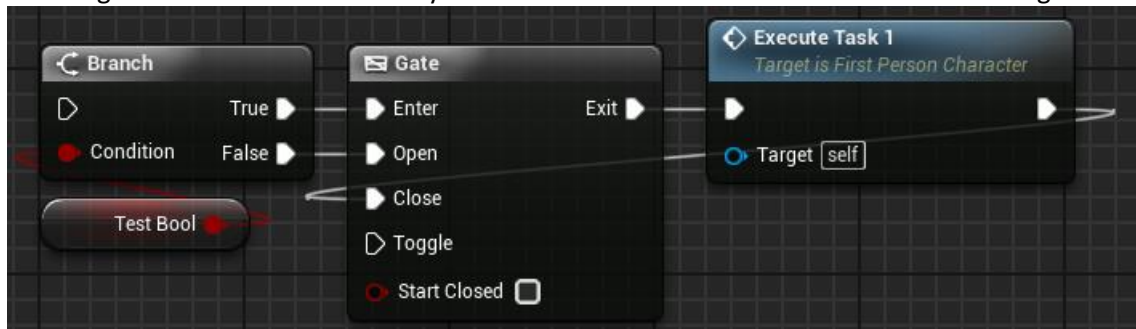 Branch
True
Condition False
Test Bool
Gate
Enter Exit
Open
Close
Toggle
Start Closed
Execute Task 1
Target is First Person Character
Target self